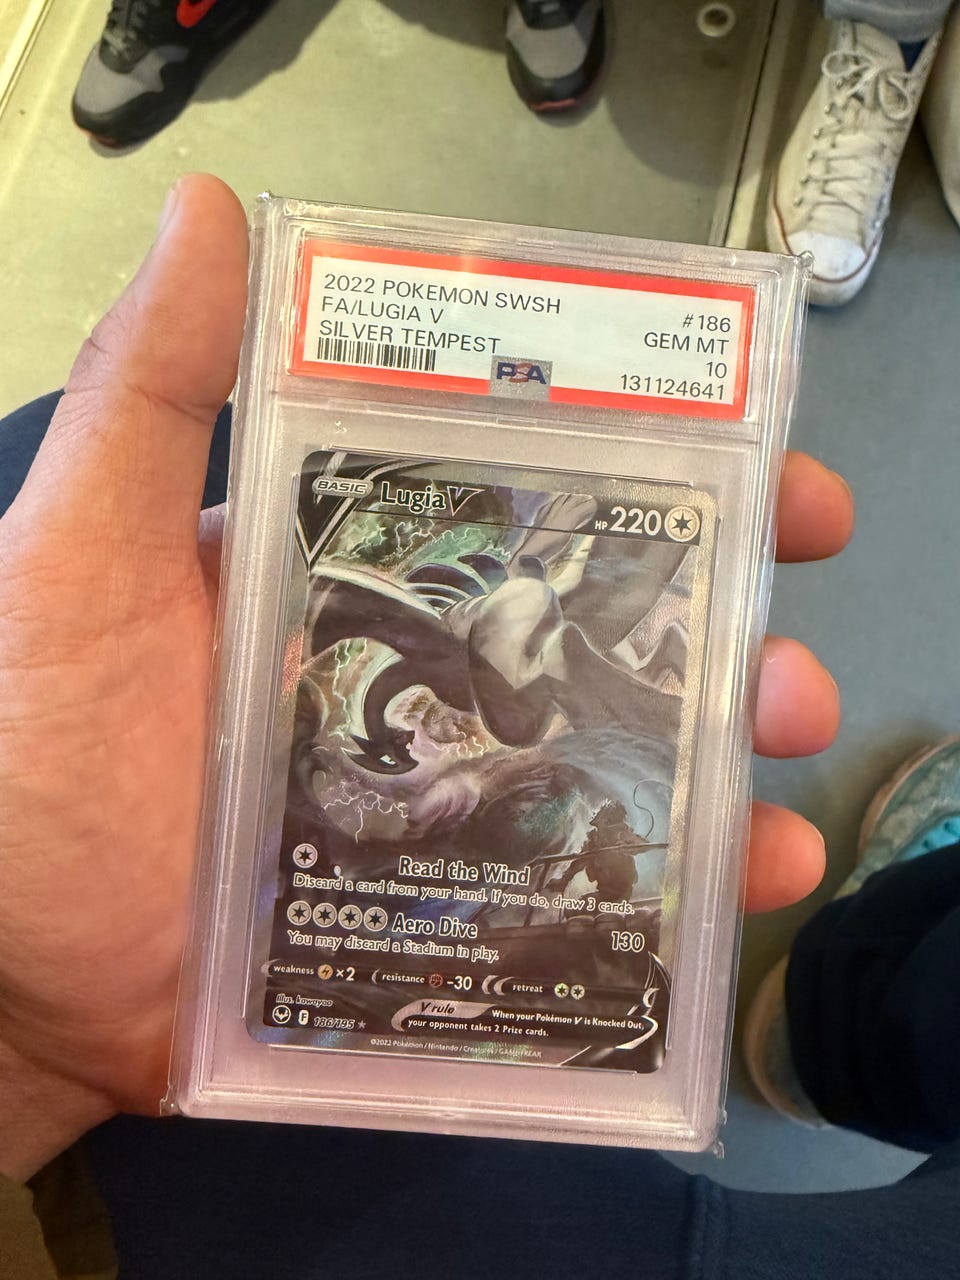 2022 POKEMON SWSH #186
FA/LUGIA V GEM MT
SILVER TEMPEST 10
PSA 131124641
BASIC Lugia V HP 220
Read the Wind
Discard a card from your hand. If you do, draw 3 cards.
Aero Dive 130
You may discard a Stadium in play.
weakness ×2 resistance -30 retreat
Illus. kawayoo
F 186/195 ★
V rule When your Pokémon V is Knocked Out,
your opponent takes 2 Prize cards.
©2022 Pokémon / Nintendo / Creatures / GAME FREAK